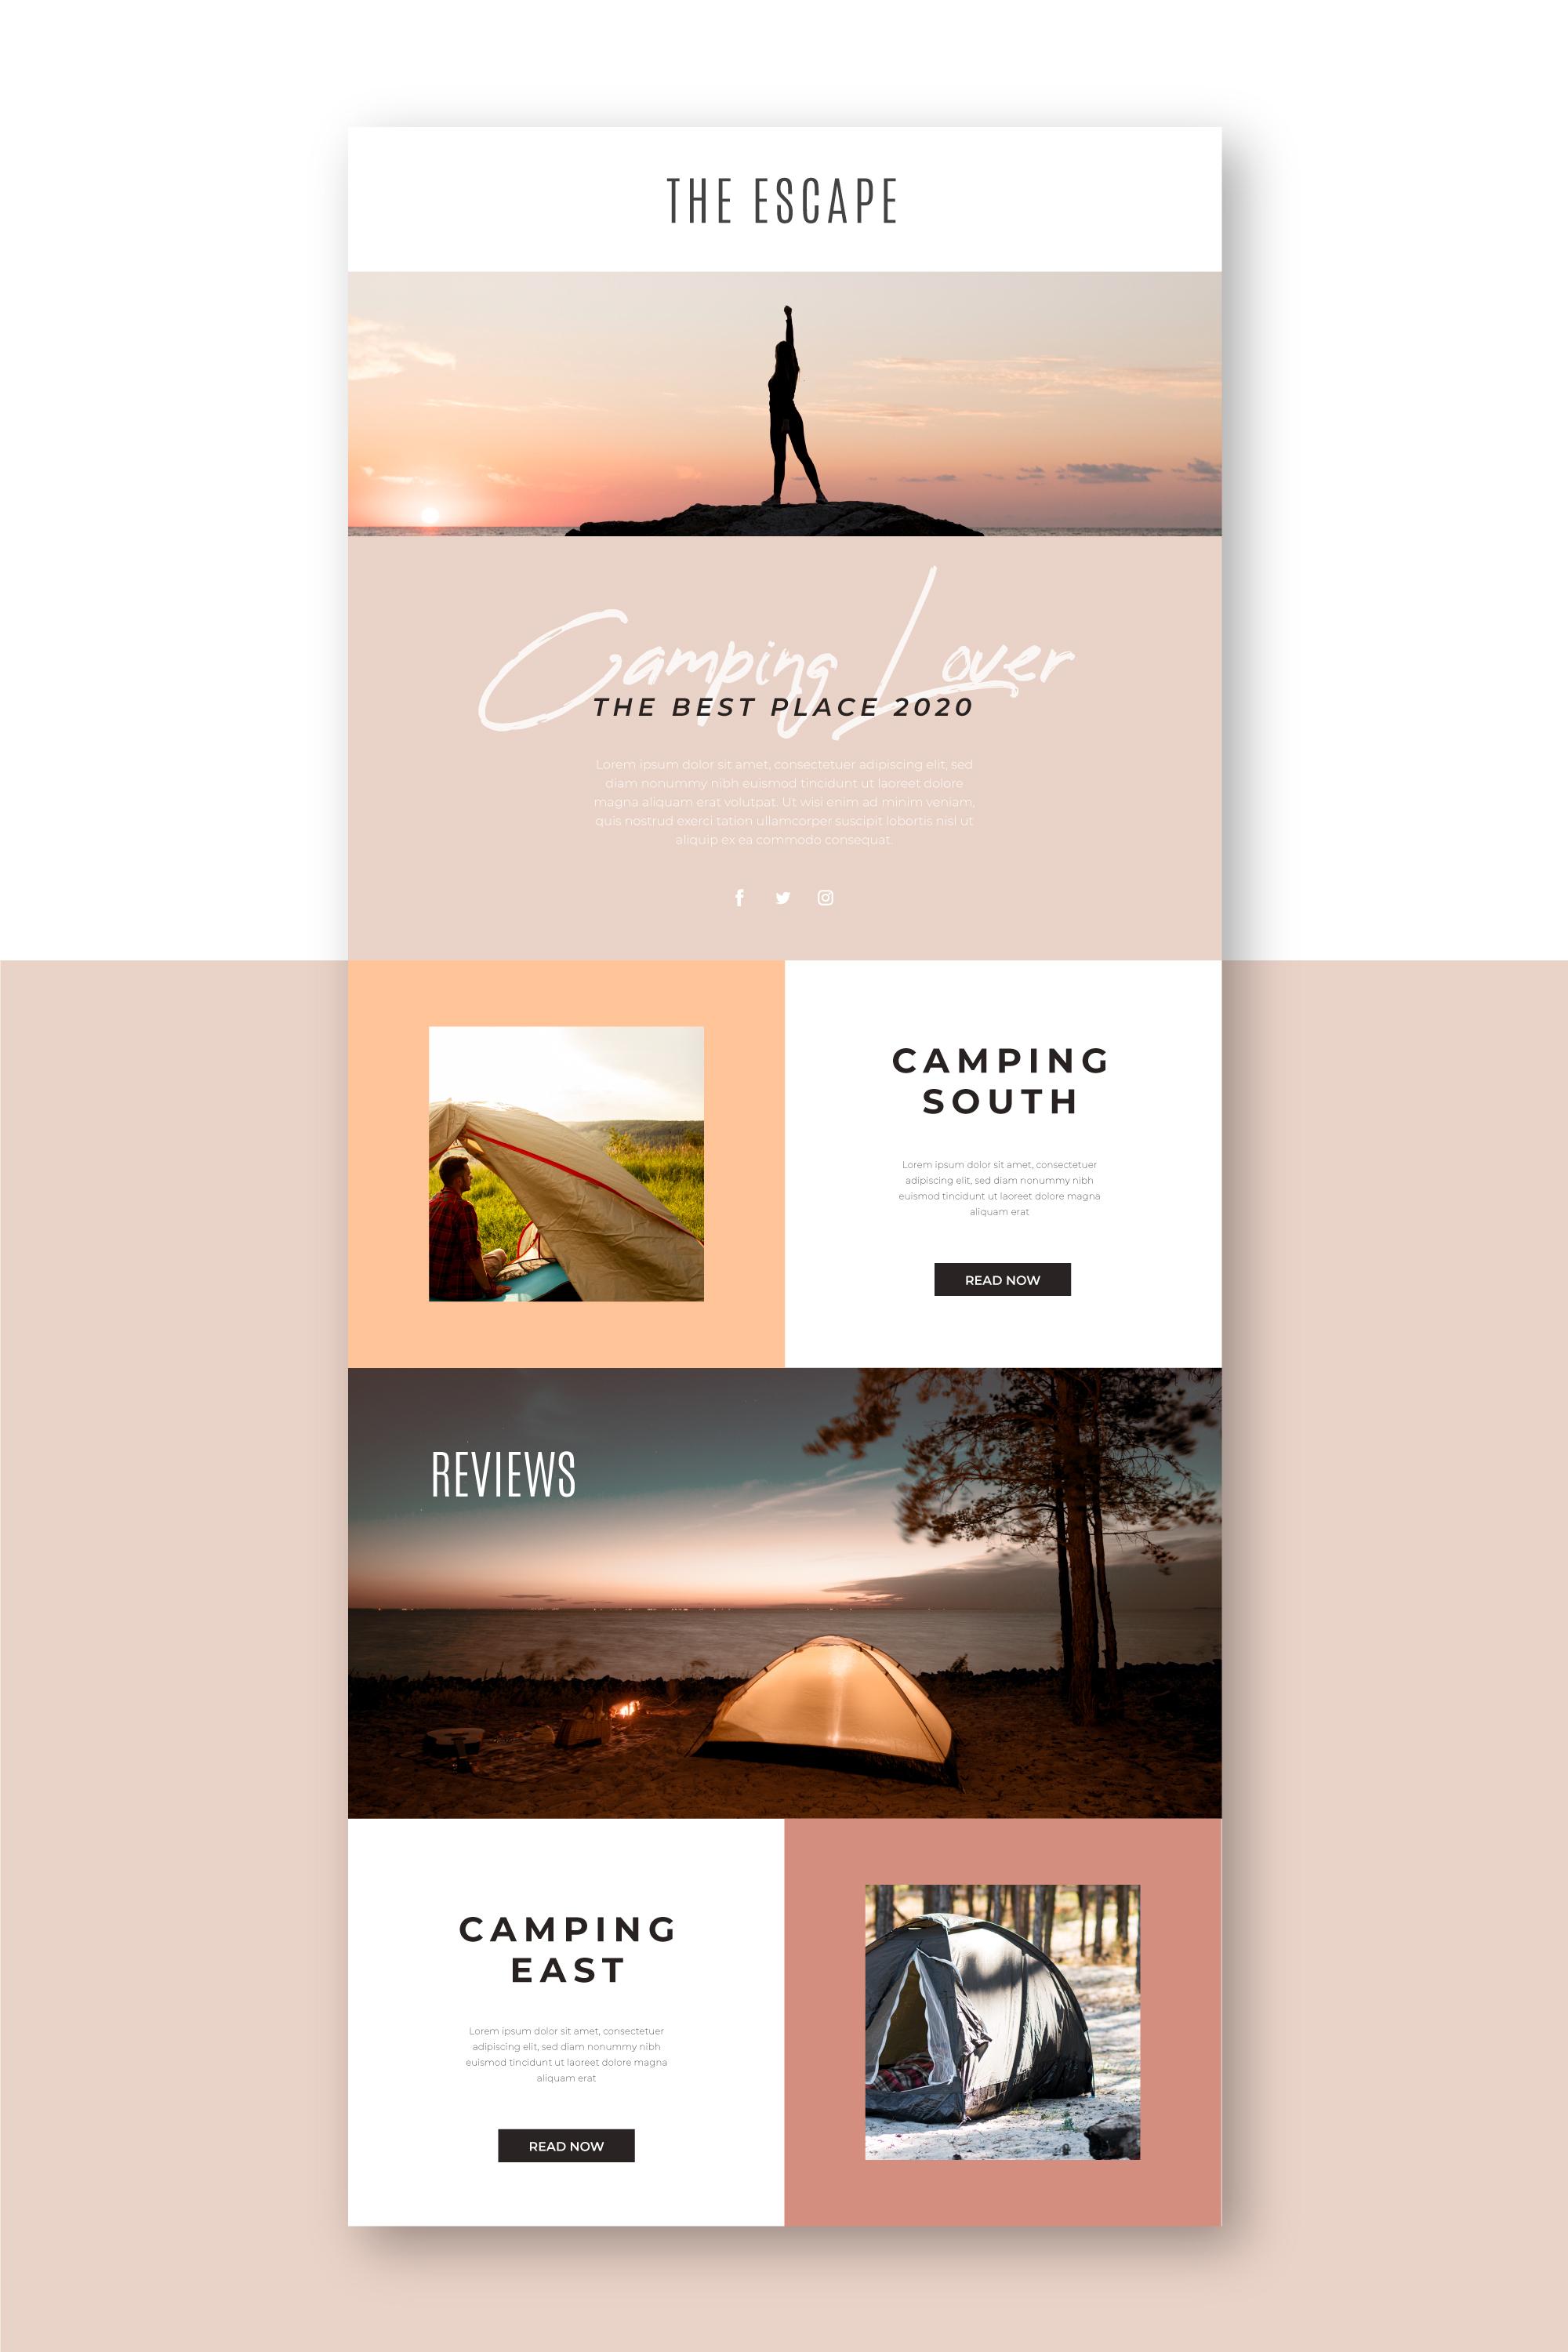 THE ESCAPE
Camping Lover
THE BEST PLACE 2020
Lorem ipsum dolor sit amet, consectetuer adipiscing elit, sed
diam nonummy nibh euismod tincidunt ut laoreet dolore
magna aliquam erat volutpat. Ut wisi enim ad minim veniam,
quis nostrud exerci tation ullamcorper suscipit lobortis nisl ut
aliquip ex ea commodo consequat.
CAMPING
SOUTH
Lorem ipsum dolor sit amet, consectetuer
adipiscing elit, sed diam nonummy nibh
euismod tincidunt ut laoreet dolore magna
aliquam erat
READ NOW
REVIEWS
CAMPING
EAST
Lorem ipsum dolor sit amet, consectetuer
adipiscing elit, sed diam nonummy nibh
euismod tincidunt ut laoreet dolore magna
aliquam erat
READ NOW